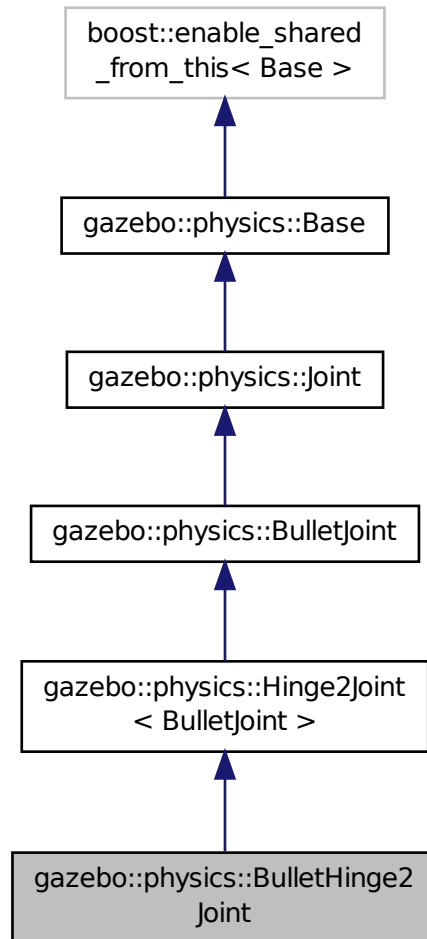 boost::enable_shared
_from_this< Base >
gazebo::physics::Base
gazebo::physics::Joint
gazebo::physics::BulletJoint
gazebo::physics::Hinge2Joint
< BulletJoint >
gazebo::physics::BulletHinge2
Joint